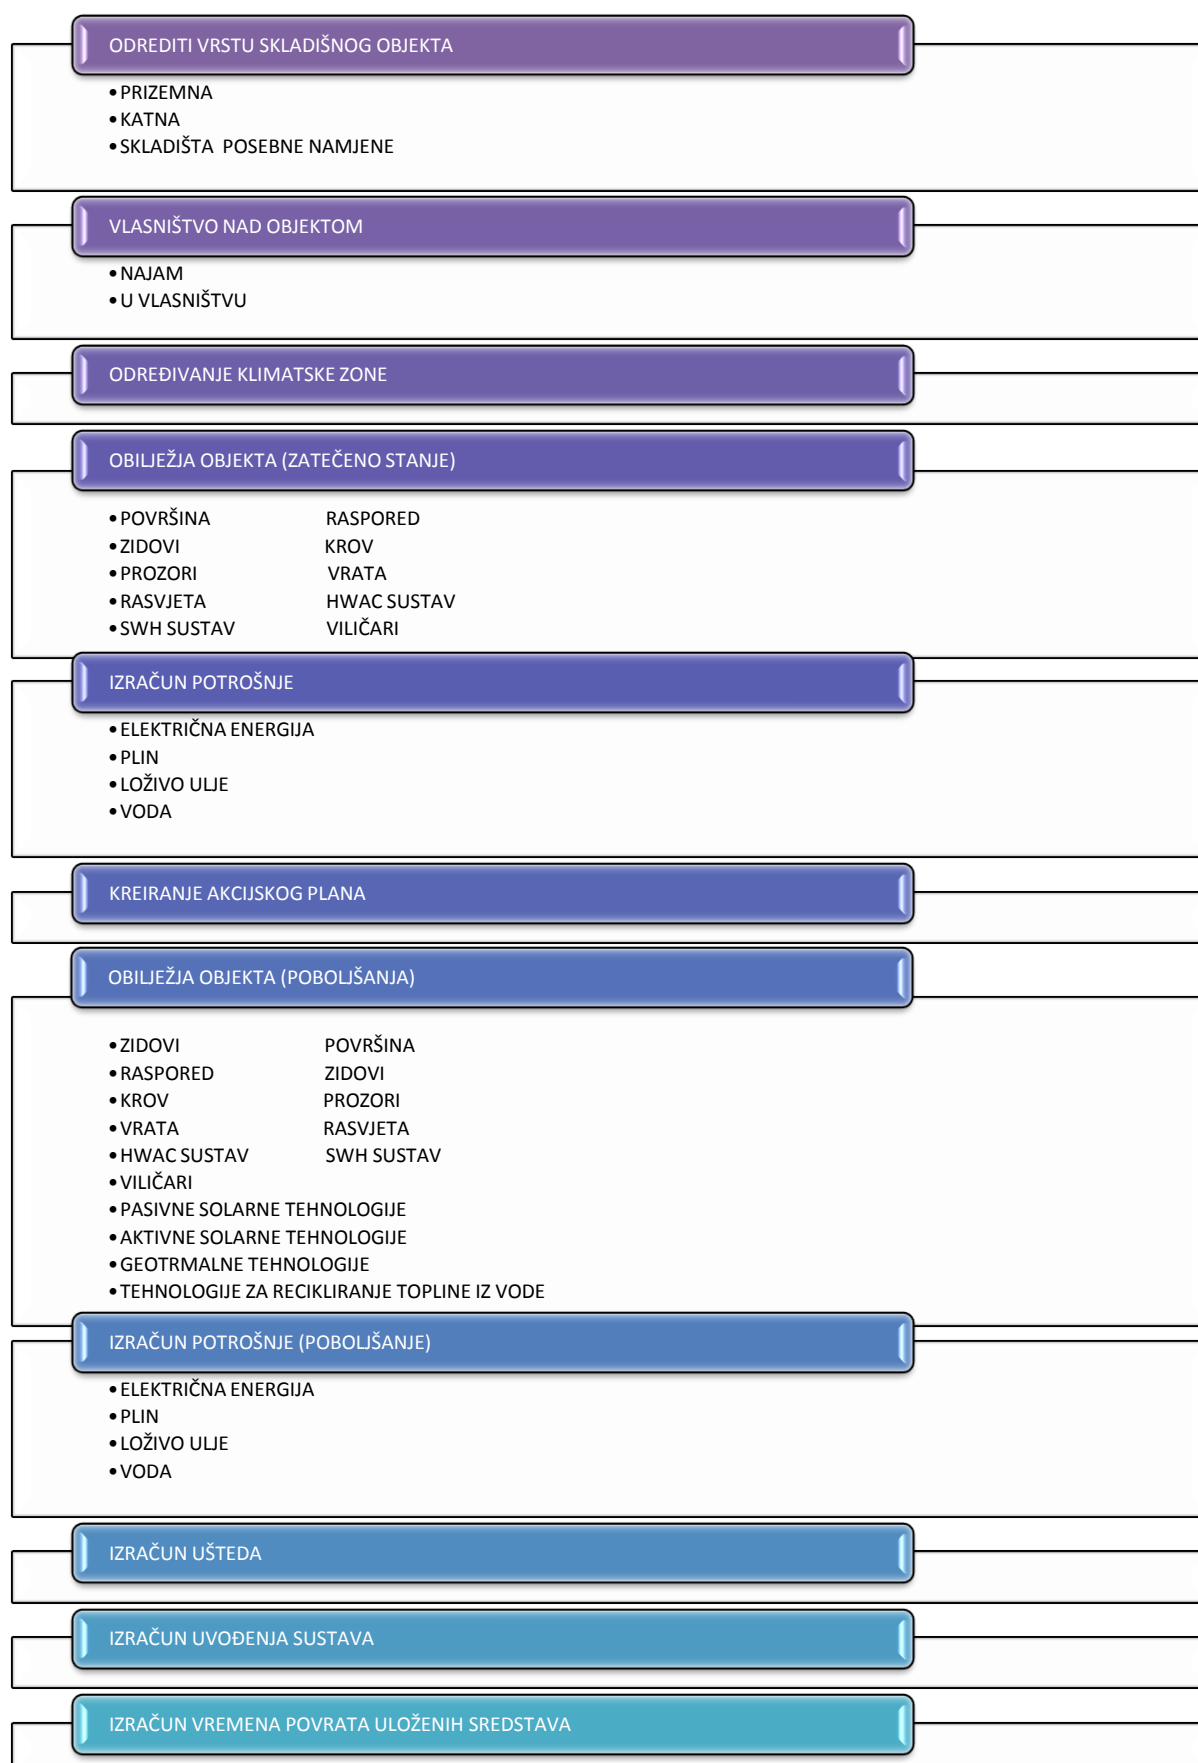 ODREDITI VRSTU SKLADIŠNOG OBJEKTA
•PRIZEMNA
•KATNA
•SKLADIŠTA POSEBNE NAMJENE
VLASNIŠTVO NAD OBJEKTOM
•NAJAM
•U VLASNIŠTVU
ODREĐIVANJE KLIMATSKE ZONE
OBILJEŽJA OBJEKTA (ZATEČENO STANJE)
•POVRŠINA RASPORED
•ZIDOVI KROV
•PROZORI VRATA
•RASVJETA HWAC SUSTAV
•SWH SUSTAV VILIČARI
IZRAČUN POTROŠNJE
•ELEKTRIČNA ENERGIJA
•PLIN
•LOŽIVO ULJE
•VODA
KREIRANJE AKCIJSKOG PLANA
OBILJEŽJA OBJEKTA (POBOLJŠANJA)
•ZIDOVI POVRŠINA
•RASPORED ZIDOVI
•KROV PROZORI
•VRATA RASVJETA
•HWAC SUSTAV SWH SUSTAV
•VILIČARI
•PASIVNE SOLARNE TEHNOLOGIJE
•AKTIVNE SOLARNE TEHNOLOGIJE
•GEOTRMALNE TEHNOLOGIJE
•TEHNOLOGIJE ZA RECIKLIRANJE TOPLINE IZ VODE
IZRAČUN POTROŠNJE (POBOLJŠANJE)
•ELEKTRIČNA ENERGIJA
•PLIN
•LOŽIVO ULJE
•VODA
IZRAČUN UŠTEDA
IZRAČUN UVOĐENJA SUSTAVA
IZRAČUN VREMENA POVRATA ULOŽENIH SREDSTAVA